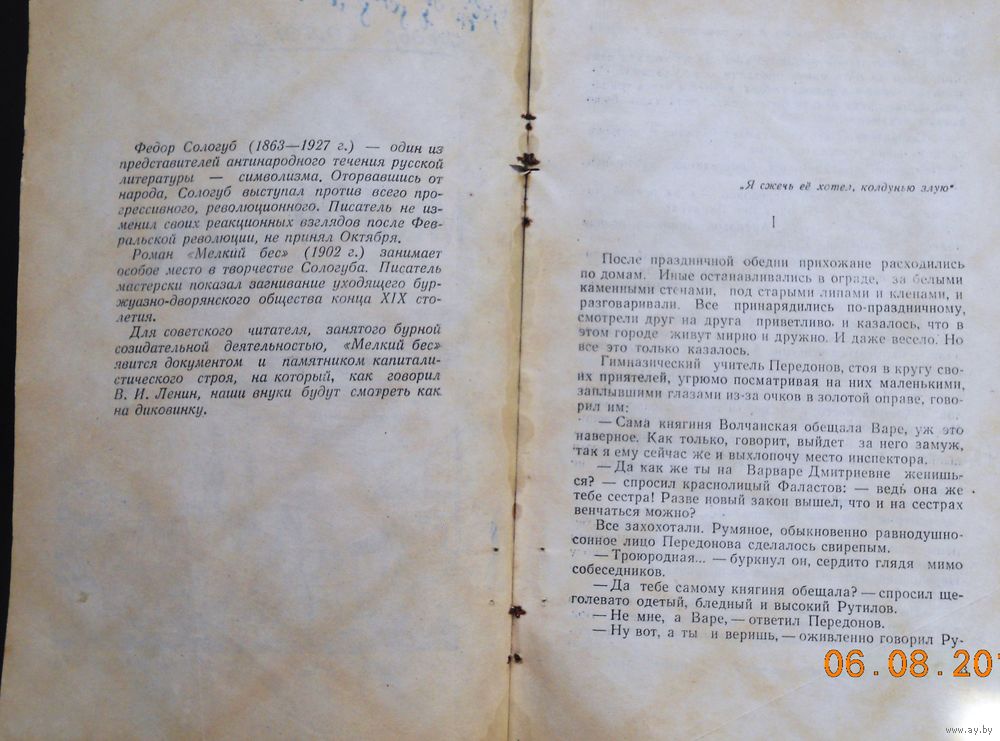 Федор Сологуб (1863—1927 г.) — один из
представителей антинародного течения русской
литературы — символизма. Оторвавшись от
народа, Сологуб выступал против всего про-
грессивного, революционного. Писатель не из-
менил своих реакционных взглядов после Фев-
ральской революции, не принял Октября.
Роман «Мелкий бес» (1902 г.) занимает
особое место в творчестве Сологуба. Писатель
мастерски показал загнивание уходящего бур-
жуазно-дворянского общества конца XIX сто-
летия.
Для советского читателя, занятого бурной
созидательной деятельностью, «Мелкий бес»
явится документом и памятником капитали-
стического строя, на который, как говорил
В. И. Ленин, наши внуки будут смотреть как
на диковинку.
„Я сжечь её хотел, колдунью злую“
I
После праздничной обедни прихожане расходились
по домам. Иные останавливались в ограде, за белыми
каменными стенами, под старыми липами и кленами, и
разговаривали. Все принарядились по-праздничному,
смотрели друг на друга приветливо, и казалось, что в
этом городе живут мирно и дружно. И даже весело. Но
все это только казалось.
Гимназический учитель Передонов, стоя в кругу сво-
их приятелей, угрюмо посматривая на них маленькими,
заплывшими глазами из-за очков в золотой оправе, гово-
рил им:
— Сама княгиня Волчанская обещала Варе, уж это
наверное. Как только, говорит, выйдет за него замуж,
так я ему сейчас же и выхлопочу место инспектора.
— Да как же ты на Варваре Дмитриевне женишь-
ся? — спросил краснолицый Фаластов: — ведь она же
тебе сестра! Разве новый закон вышел, что и на сестрах
венчаться можно?
Все захохотали. Румяное, обыкновенно равнодушно-
сонное лицо Передонова сделалось свирепым.
— Троюродная... — буркнул он, сердито глядя мимо
собеседников.
— Да тебе самому княгиня обещала? — спросил ще-
голевато одетый, бледный и высокий Рутилов.
— Не мне, а Варе, — ответил Передонов.
— Ну вот, а ты и веришь, — оживленно говорил Ру-
06.08.201
www.ay.by